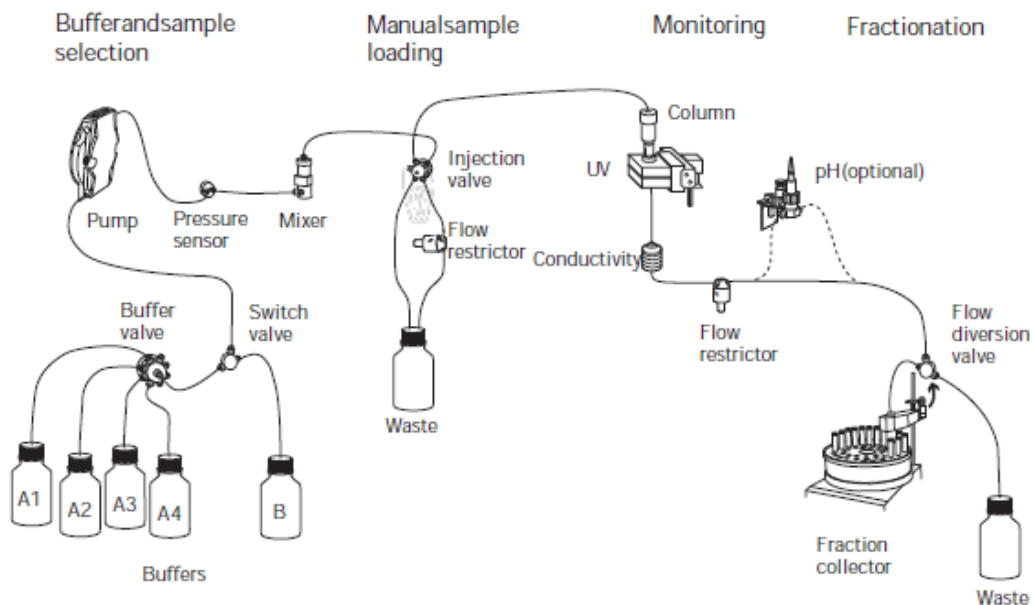 Bufferandsample
selection
Manualsample
loading
Monitoring
Fractionation
Column
Injection
valve
UV
pH(optional)
Pump
Pressure
sensor
Mixer
Flow
restrictor
Conductivity
Buffer
valve
Switch
valve
Flow
restrictor
Flow
diversion
valve
Waste
A1
A2
A3
A4
B
Buffers
Fraction
collector
Waste